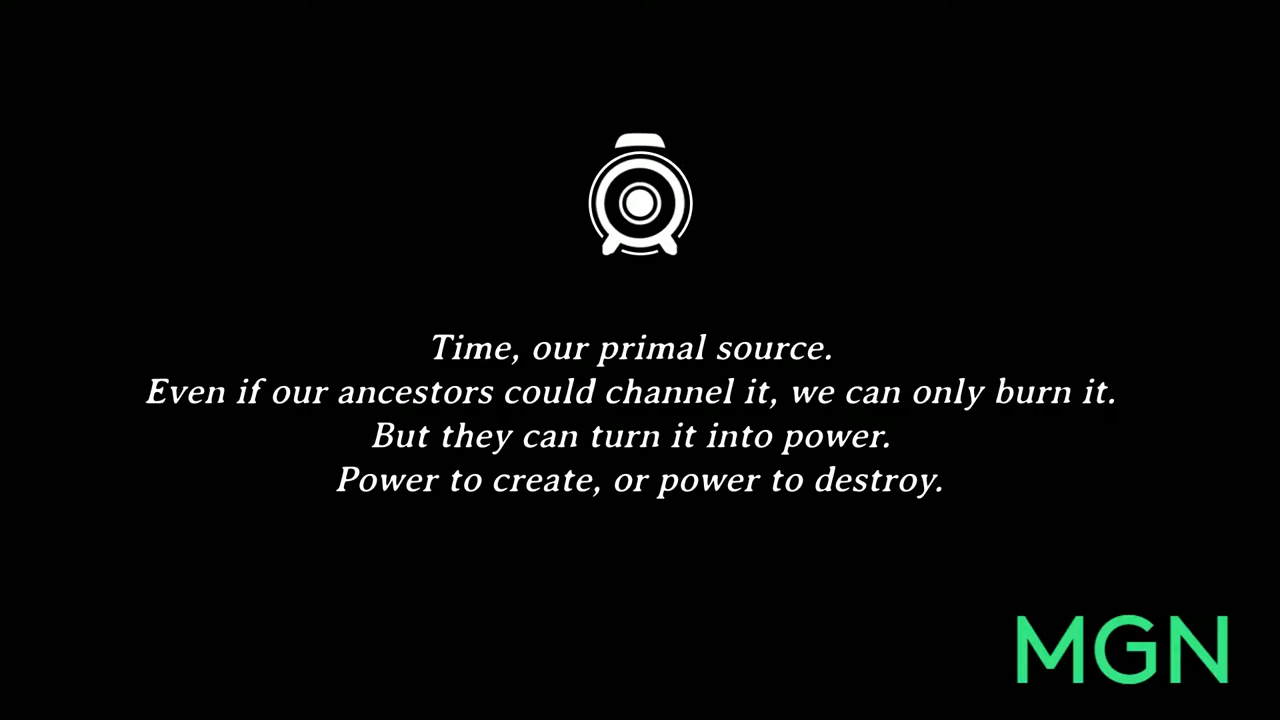 Time, our primal source.
Even if our ancestors could channel it, we can only burn it.
But they can turn it into power.
Power to create, or power to destroy.
MGN